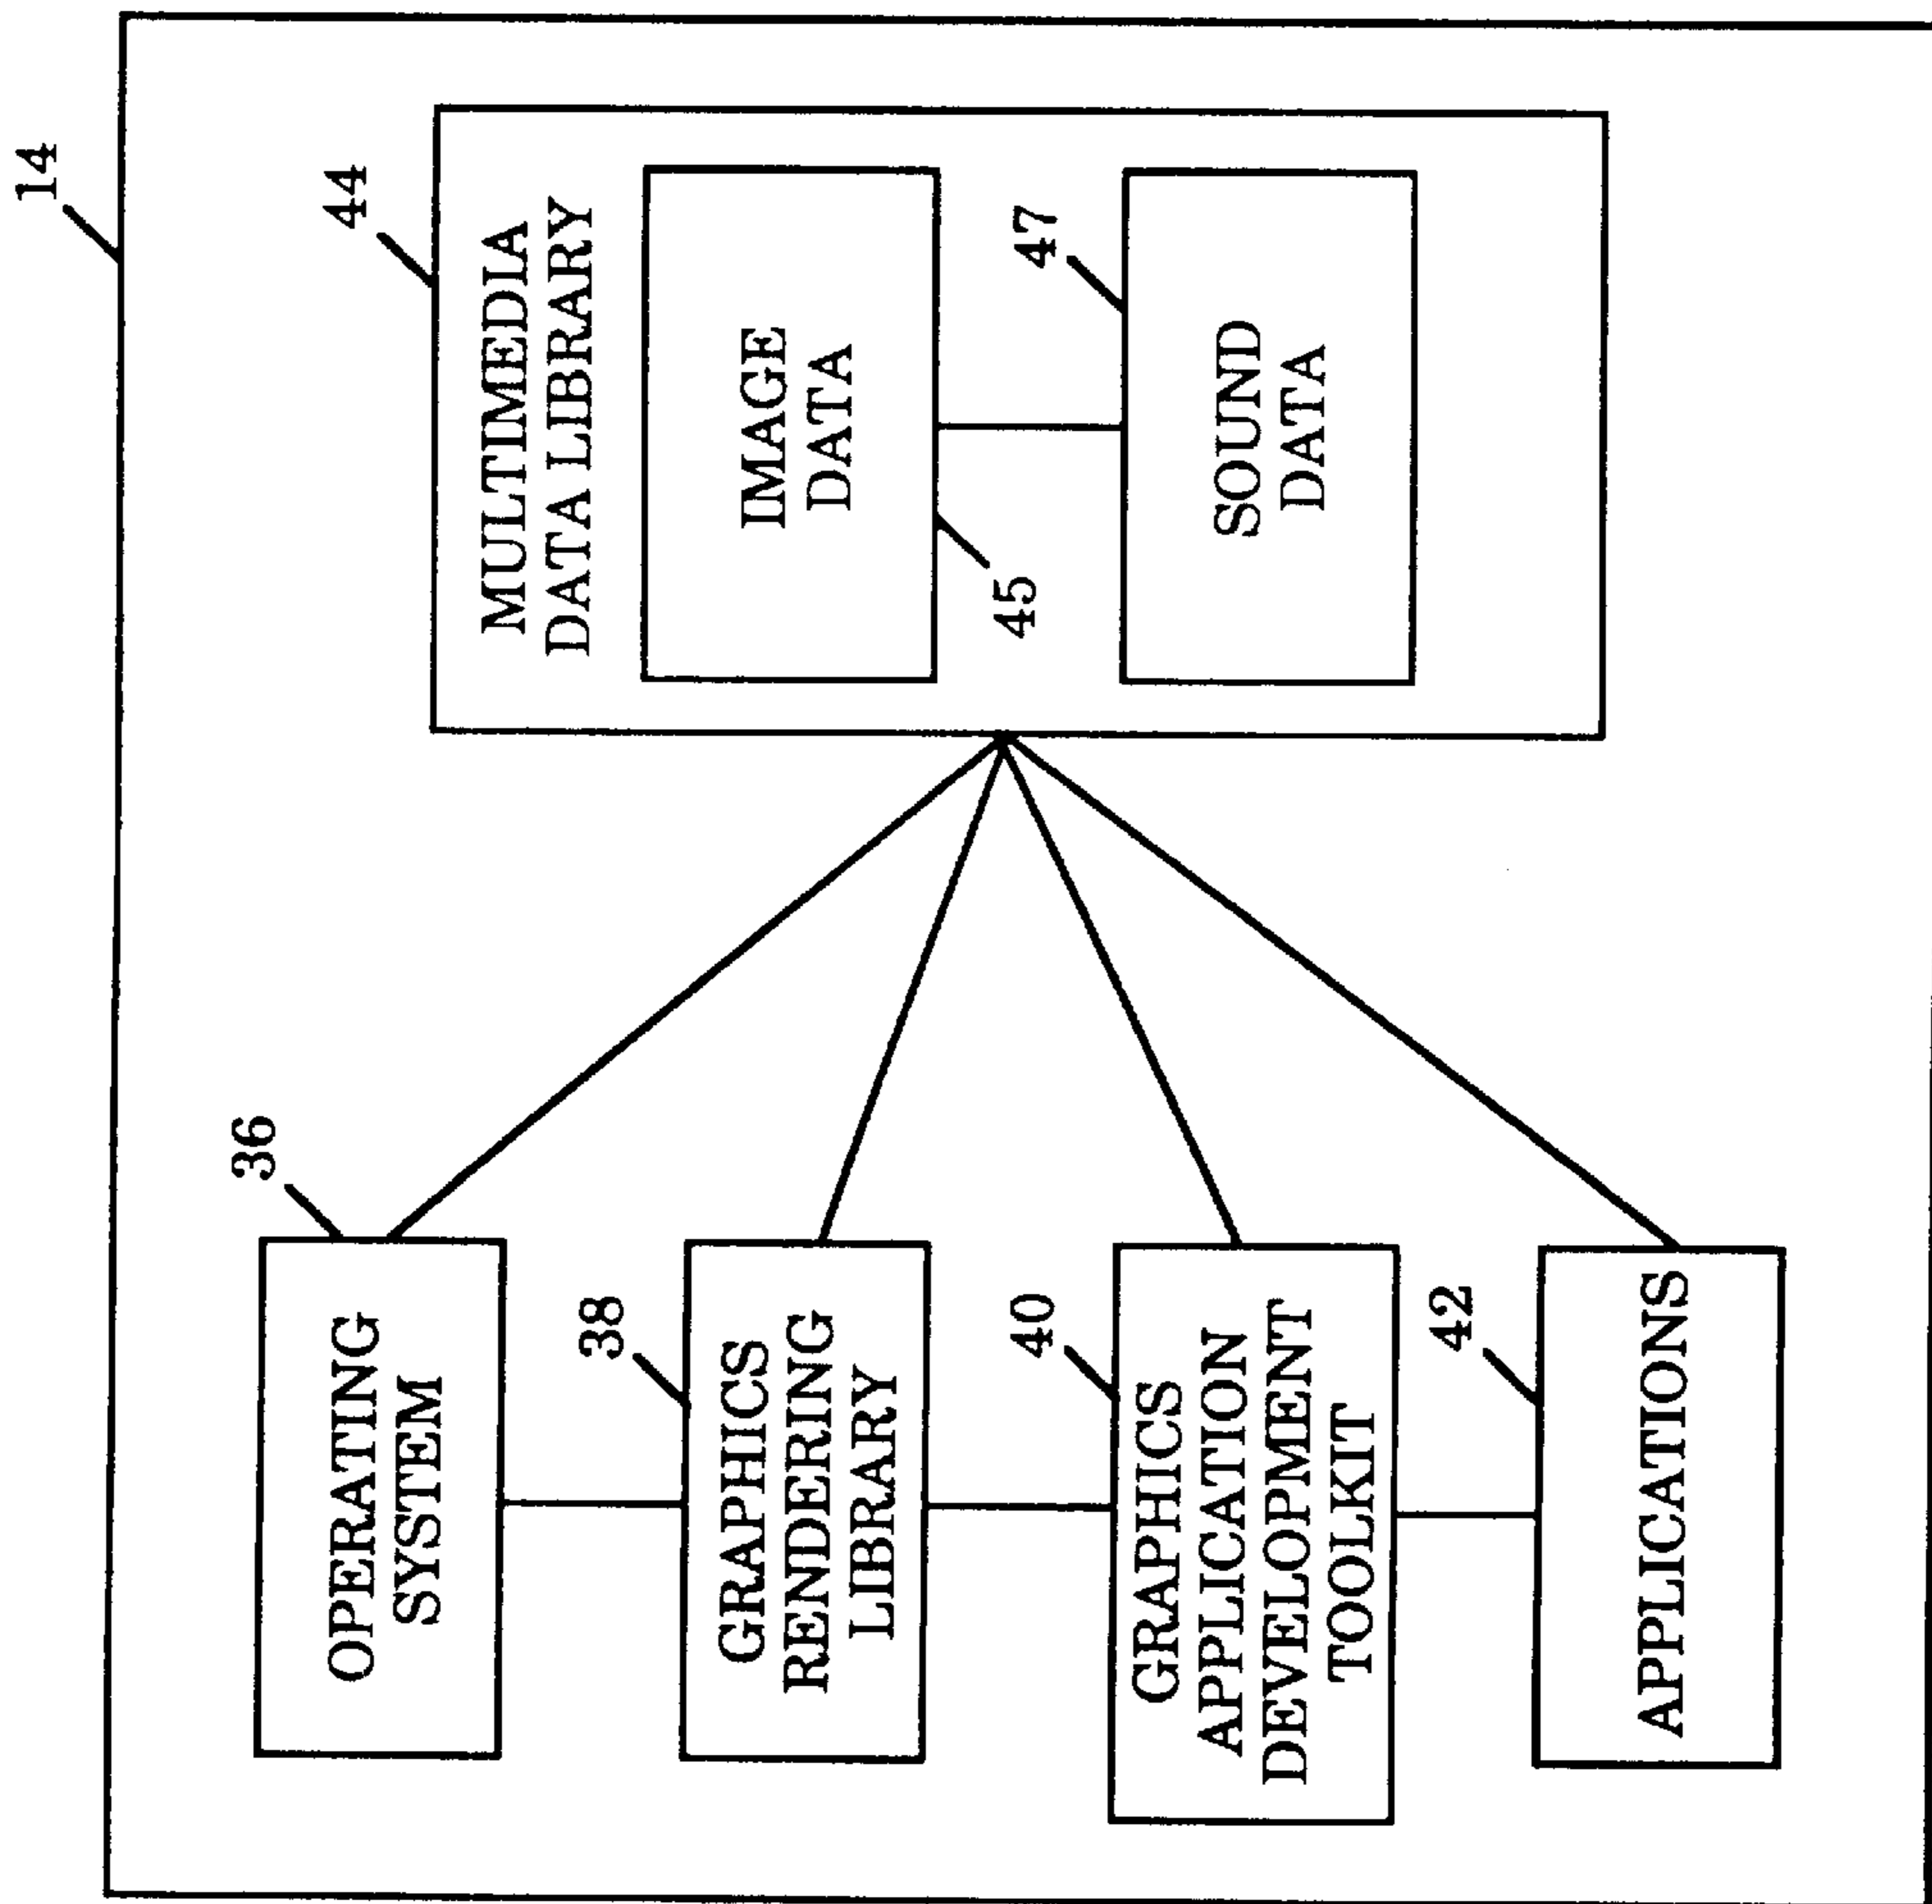 14
36
OPERATING
SYSTEM
38
GRAPHICS
RENDERING
LIBRARY
40
GRAPHICS
APPLICATION
DEVELOPMENT
TOOLKIT
42
APPLICATIONS
44
MULTIMEDIA
DATA LIBRARY
IMAGE
DATA
45
47
SOUND
DATA